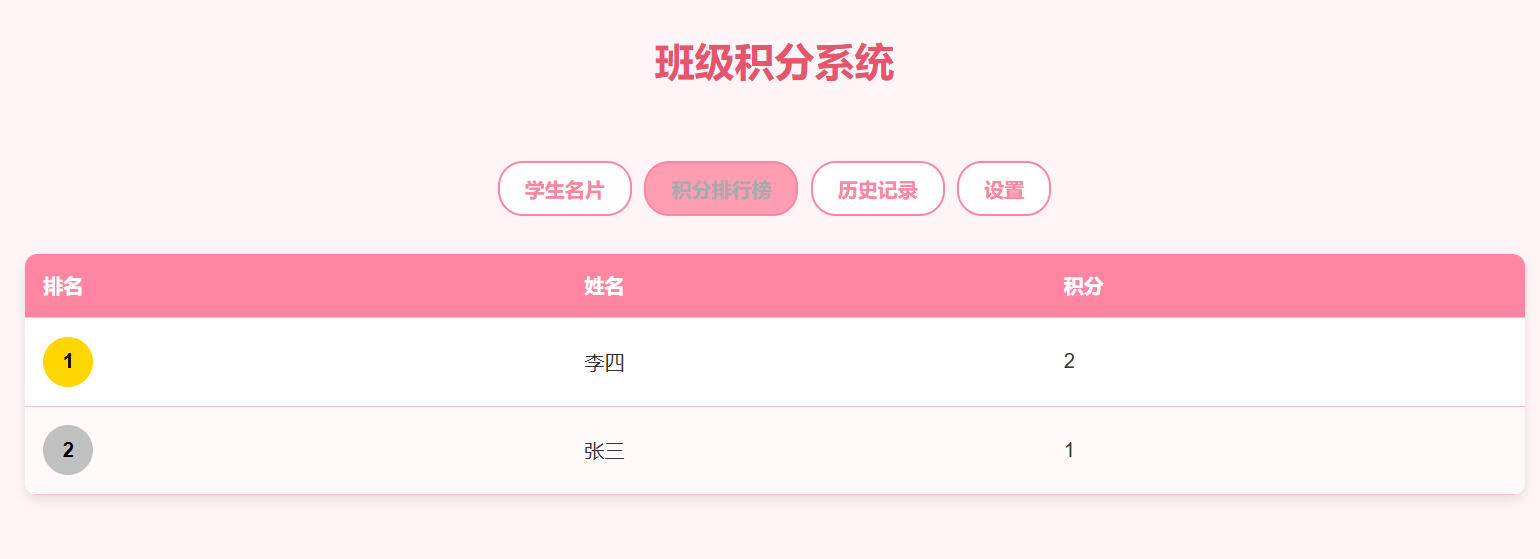 班级积分系统
学生名片 积分排行榜 历史记录 设置
排名 姓名 积分
1 李四 2
2 张三 1